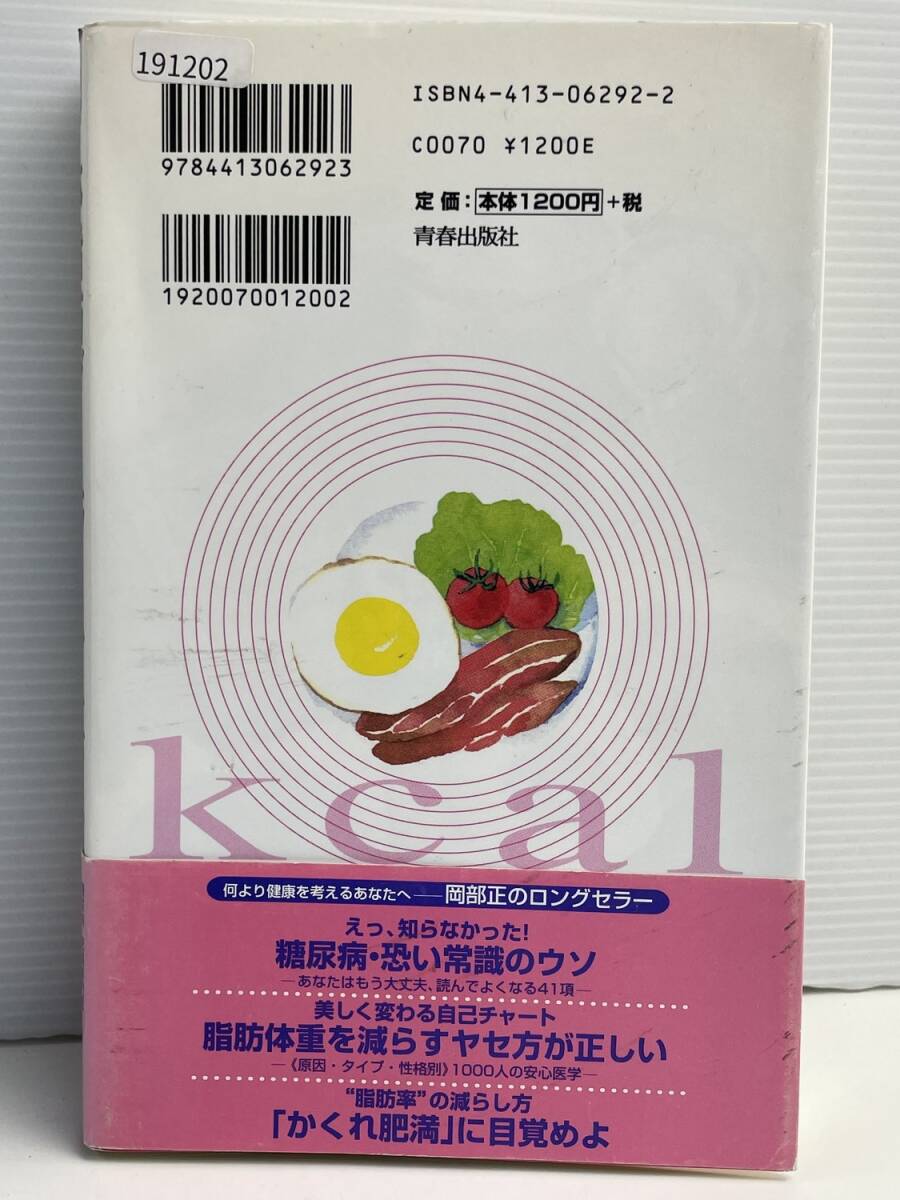 191202
ISBN4-413-06292-2
C0070 ¥1200E
9784413062923
定価：本体1200円+税
青春出版社
1920070012002
kcal
何より健康を考えるあなたへ――岡部正のロングセラー
えっ、知らなかった！
糖尿病・恐い常識のウソ
―あなたはもう大丈夫、読んでよくなる41項―
美しく変わる自己チャート
脂肪体重を減らすヤセ方が正しい
―《原因・タイプ・性格別》1000人の安心医学―
“脂肪率”の減らし方
「かくれ肥満」に目覚めよ